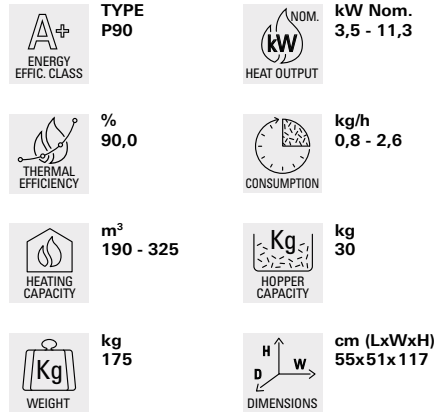 A+
ENERGY
EFFIC. CLASS
TYPE
P90
NOM.
kW
HEAT OUTPUT
kW Nom.
3,5 - 11,3
THERMAL
EFFICIENCY
%
90,0
CONSUMPTION
kg/h
0,8 - 2,6
HEATING
CAPACITY
m³
190 - 325
Kg
HOPPER
CAPACITY
kg
30
Kg
WEIGHT
kg
175
H
W
D
DIMENSIONS
cm (LxWxH)
55x51x117